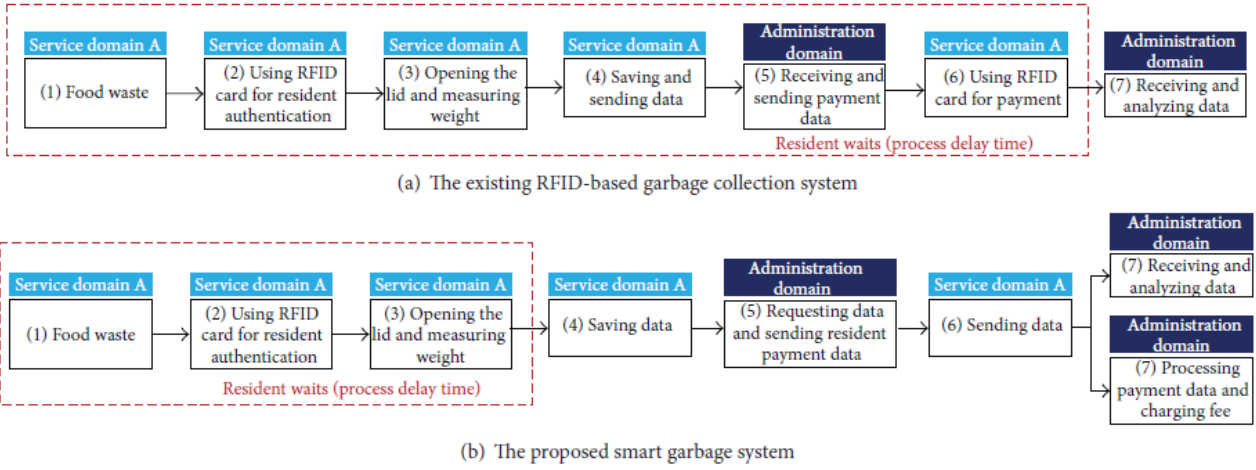 Service domain A
(1) Food waste
Service domain A
(2) Using RFID
card for resident
authentication
Service domain A
(3) Opening the
lid and measuring
weight
Service domain A
(4) Saving and
sending data
Administration
domain
(5) Receiving and
sending payment
data
Service domain A
(6) Using RFID
card for payment
Administration
domain
(7) Receiving and
analyzing data
Resident waits (process delay time)
(a) The existing RFID-based garbage collection system
Service domain A
(1) Food waste
Service domain A
(2) Using RFID
card for resident
authentication
Service domain A
(3) Opening the
lid and measuring
weight
Service domain A
(4) Saving data
Administration
domain
(5) Requesting data
and sending resident
payment data
Service domain A
(6) Sending data
Administration
domain
(7) Receiving and
analyzing data
Administration
domain
(7) Processing
payment data and
charging fee
Resident waits (process delay time)
(b) The proposed smart garbage system